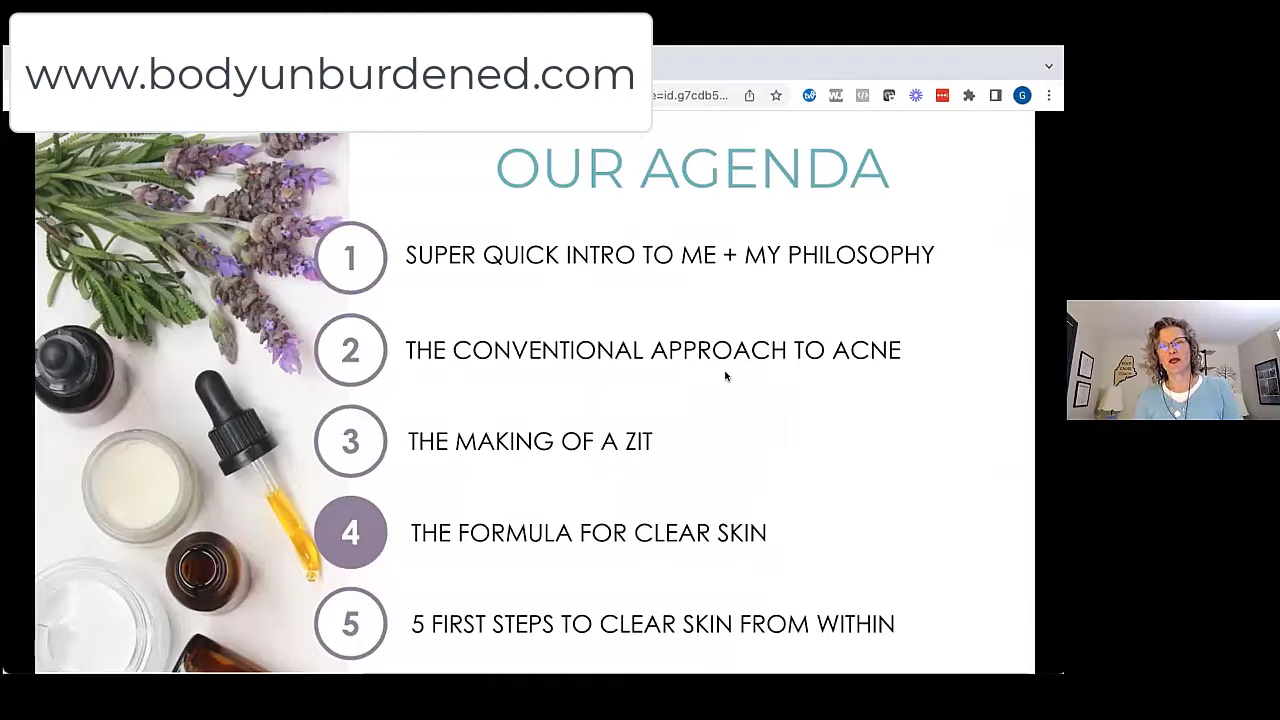 www.bodyunburdened.com
e=id.g7cdb5...
G
OUR AGENDA
1 SUPER QUICK INTRO TO ME + MY PHILOSOPHY
2 THE CONVENTIONAL APPROACH TO ACNE
3 THE MAKING OF A ZIT
4 THE FORMULA FOR CLEAR SKIN
5 5 FIRST STEPS TO CLEAR SKIN FROM WITHIN